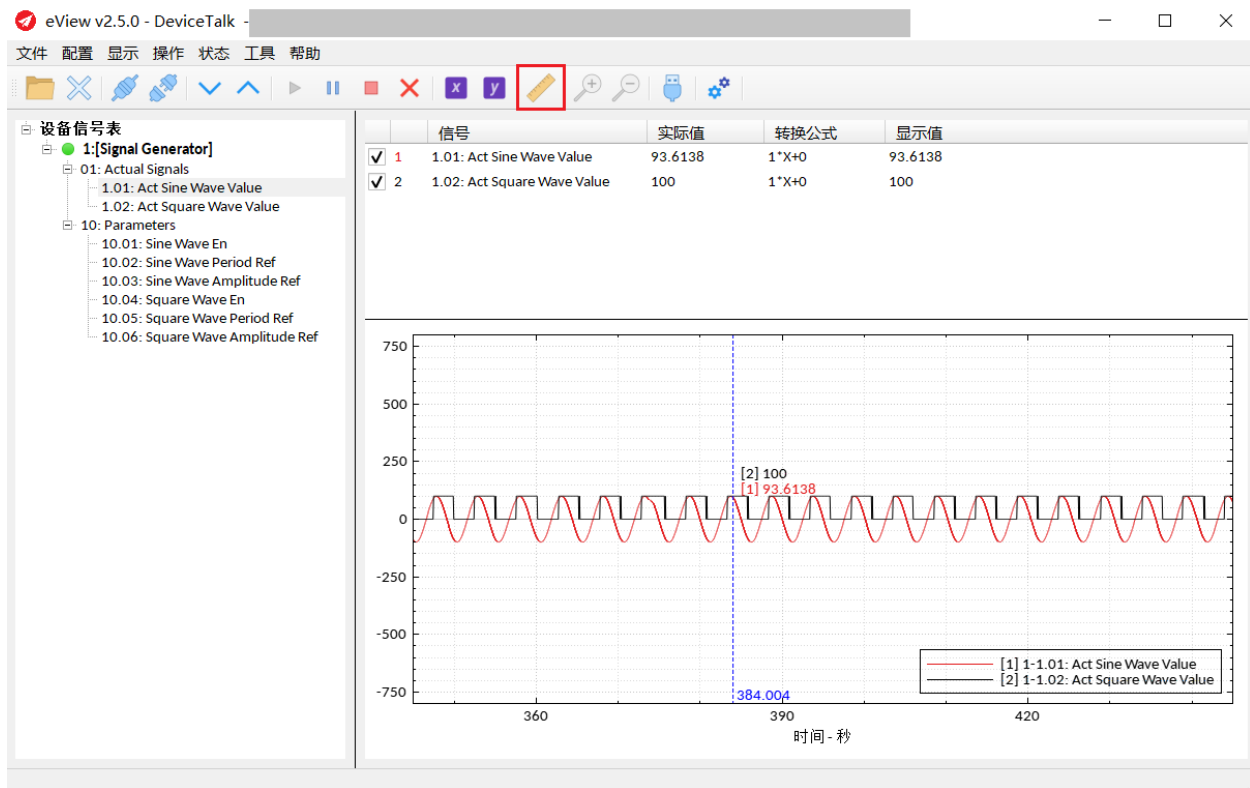 eView v2.5.0 - DeviceTalk -
文件 配置 显示 操作 状态 工具 帮助
x y
设备信号表
1:[Signal Generator]
01: Actual Signals
1.01: Act Sine Wave Value
1.02: Act Square Wave Value
10: Parameters
10.01: Sine Wave En
10.02: Sine Wave Period Ref
10.03: Sine Wave Amplitude Ref
10.04: Square Wave En
10.05: Square Wave Period Ref
10.06: Square Wave Amplitude Ref
信号 实际值 转换公式 显示值
1 1.01: Act Sine Wave Value 93.6138 1*X+0 93.6138
2 1.02: Act Square Wave Value 100 1*X+0 100
750
500
250
0
-250
-500
-750
[2] 100
[1] 93.6138
[1] 1-1.01: Act Sine Wave Value
[2] 1-1.02: Act Square Wave Value
384.004
360 390 420
时间 - 秒